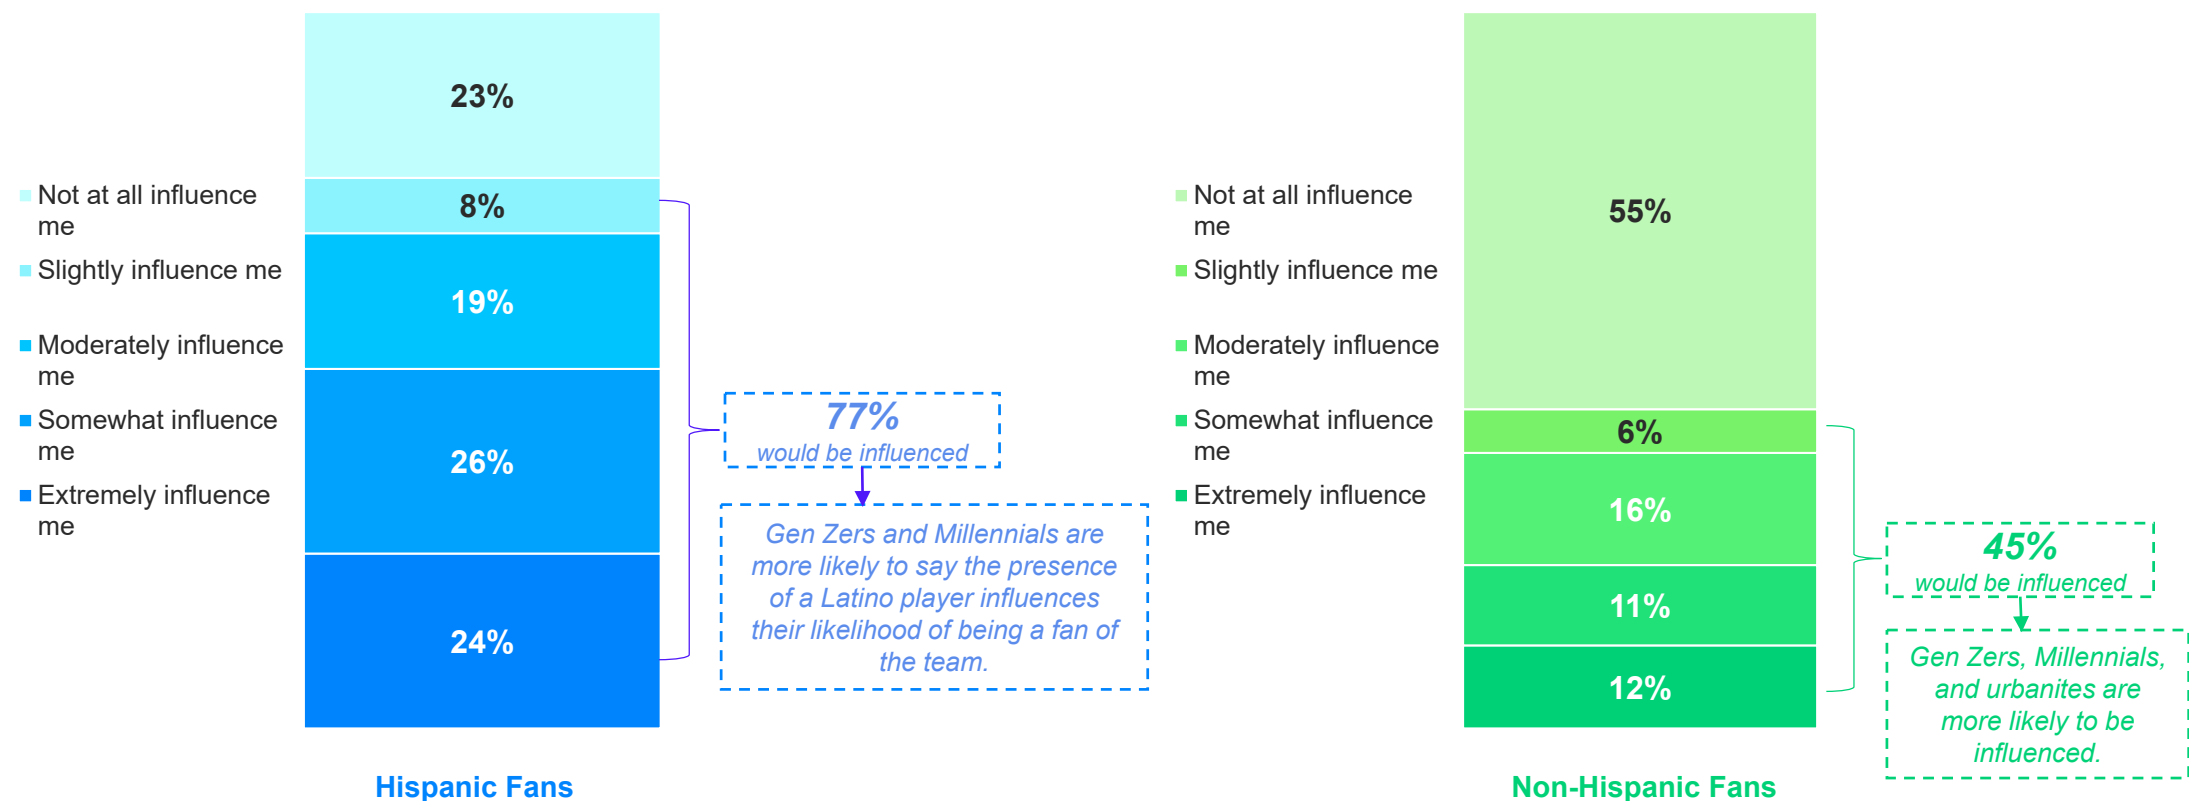 Not at all influence
me
Slightly influence me
Moderately influence
me
Somewhat influence
me
Extremely influence
me
23%
8%
19%
26%
24%
77%
would be influenced
Gen Zers and Millennials are
more likely to say the presence
of a Latino player influences
their likelihood of being a fan of
the team.
Hispanic Fans
Not at all influence
me
Slightly influence me
Moderately influence
me
Somewhat influence
me
Extremely influence
me
55%
6%
16%
11%
12%
45%
would be influenced
Gen Zers, Millennials,
and urbanites are
more likely to be
influenced.
Non-Hispanic Fans